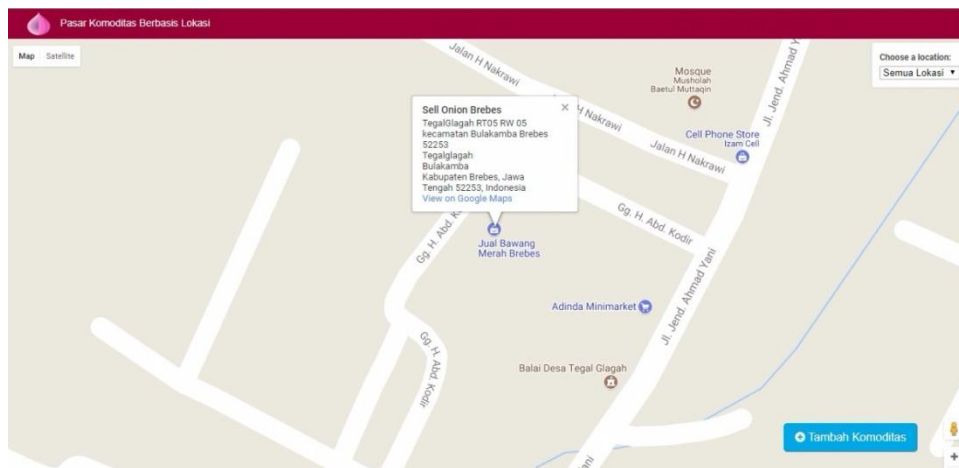 Pasar Komoditas Berbasis Lokasi
Map Satellite
Choose a location:
Semua Lokasi
Jalan H Nakrawi
Jl. Jend. Ahmad Y
Mosque
Musholah
Baetul Muttaqin
Sell Onion Brebes
TegalGlagah RT05 RW 05
kecamatan Bulakamba Brebes
52253
Tegalglagah
Bulakamba
Kabupaten Brebes, Jawa
Tengah 52253, Indonesia
View on Google Maps
H Nakrawi
Cell Phone Store
Izam Cell
Jalan H Nakrawi
Gg. H. Abd. K
Gg. H. Abd. Kodir
Jual Bawang
Merah Brebes
Jl. Jend. Ahmad Yani
Adinda Minimarket
Gg. H. Abd. Kodir
Balai Desa Tegal Glagah
Tambah Komoditas
ni